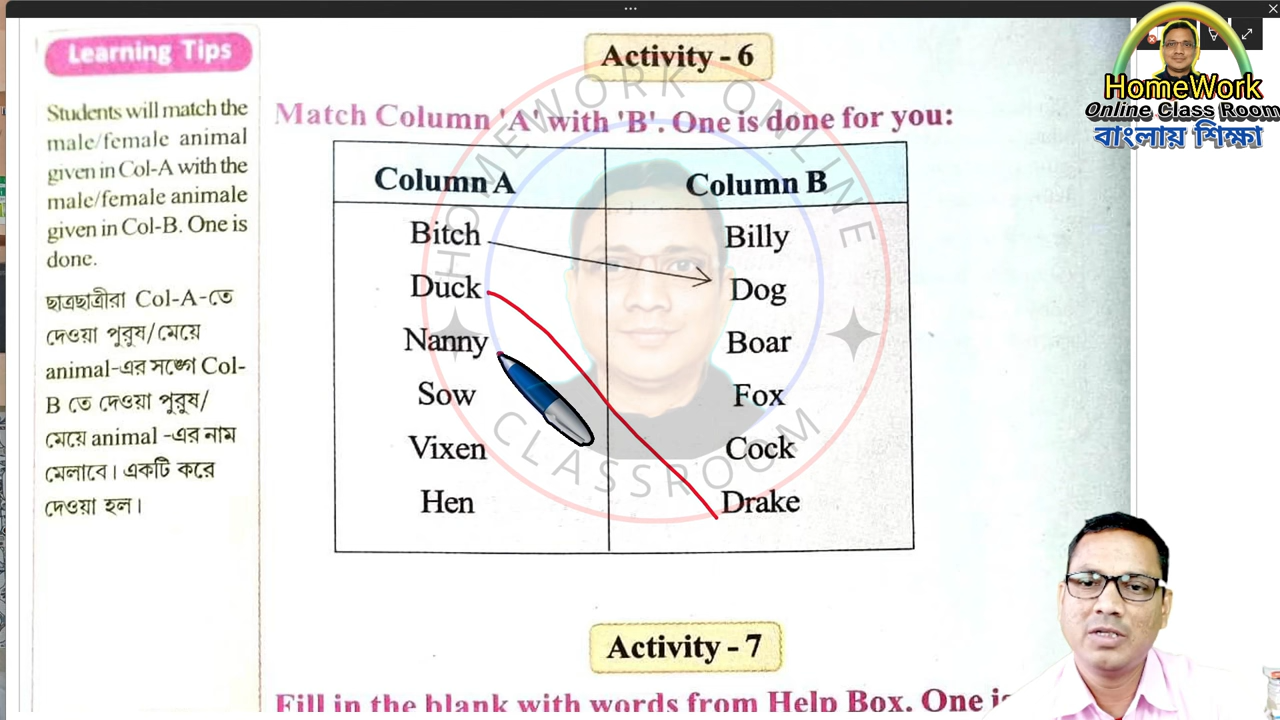 Learning Tips
Students will match the
male/female animal
given in Col-A with the
male/female animale
given in Col-B. One is
done.
ছাত্রছাত্রীরা Col-A-তে
দেওয়া পুরুষ/মেয়ে
animal-এর সঙ্গে Col-
B তে দেওয়া পুরুষ/
মেয়ে animal -এর নাম
মেলাবে। একটি করে
দেওয়া হল।
Activity - 6
Match Column 'A' with 'B'. One is done for you:
Column A Column B
Bitch Billy
Duck Dog
Nanny Boar
Sow Fox
Vixen Cock
Hen Drake
Activity - 7
Fill in the blank with words from Help Box. One is
HOMEWORK ONLINE
CLASSROOM
HomeWork
Online Class Room
বাংলায় শিক্ষা